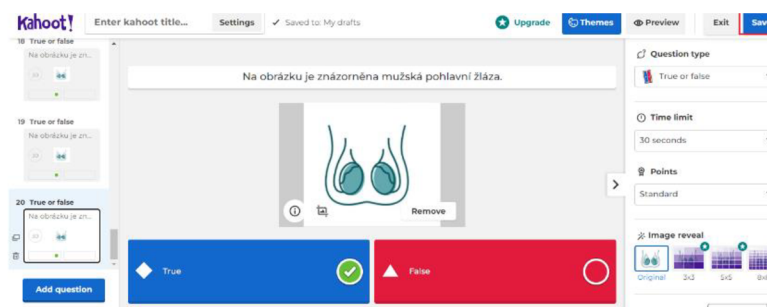 Kahoot!
Enter kahoot title...
Settings
Saved to: My drafts
Upgrade
Themes
Preview
Exit
Sav
18 True or false
Na obrázku je zn...
19 True or false
Na obrázku je zn...
20 True or false
Na obrázku je zn...
Add question
Na obrázku je znázorněna mužská pohlavní žláza.
Remove
True
False
Question type
True or false
Time limit
30 seconds
Points
Standard
Image reveal
Original
3x3
5x5
8x8